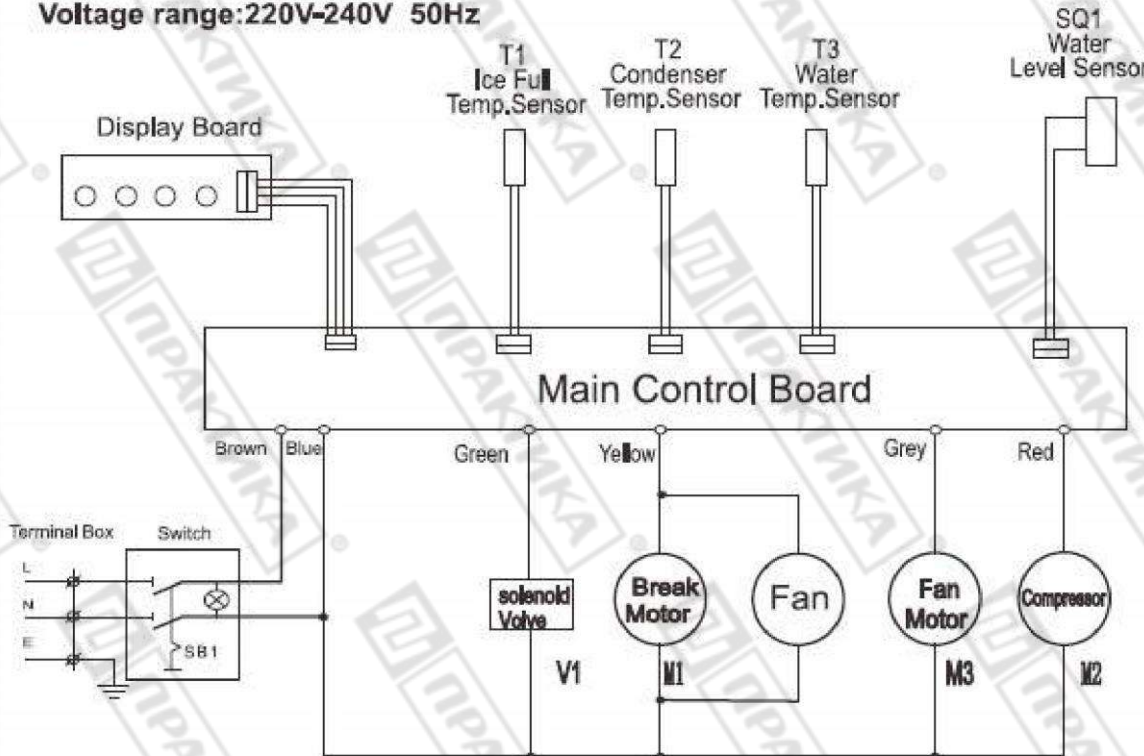 Voltage range:220V-240V 50Hz
T1
Ice Full
Temp.Sensor
T2
Condenser
Temp.Sensor
T3
Water
Temp.Sensor
SQ1
Water
Level Sensor
Display Board
Main Control Board
Brown
Blue
Green
Yellow
Grey
Red
Terminal Box
Switch
L
N
E
SB1
solenoid
Volve
V1
Break
Motor
M1
Fan
Fan
Motor
M3
Compressor
M2
ПРАКТИКА ®